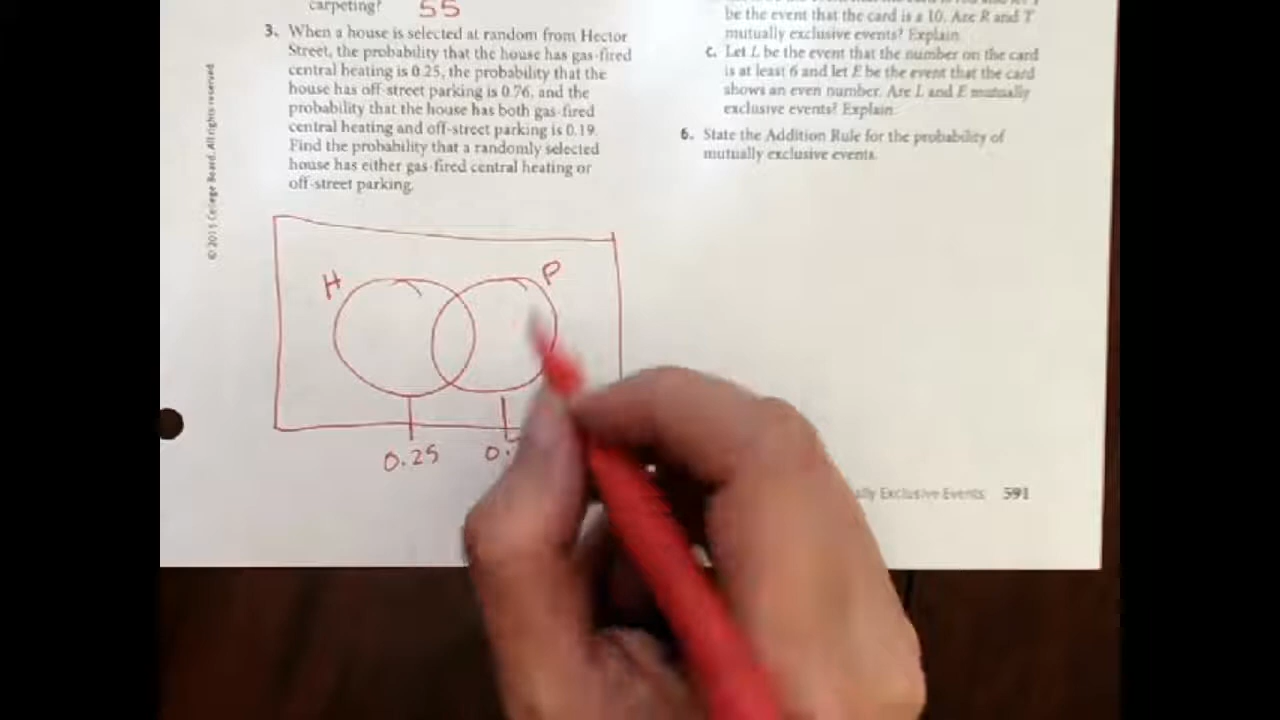 carpeting? 55
3. When a house is selected at random from Hector
Street, the probability that the house has gas-fired
central heating is 0.25, the probability that the
house has off-street parking is 0.76, and the
probability that the house has both gas-fired
central heating and off-street parking is 0.19.
Find the probability that a randomly selected
house has either gas-fired central heating or
off-street parking.
H
P
0.25
0.
© 2015 College Board. All rights reserved.
be the event that the card is a 10. Are R and T
mutually exclusive events? Explain.
c. Let L be the event that the number on the card
is at least 6 and let E be the event that the card
shows an even number. Are L and E mutually
exclusive events? Explain.
6. State the Addition Rule for the probability of
mutually exclusive events.
Exclusive Events 591